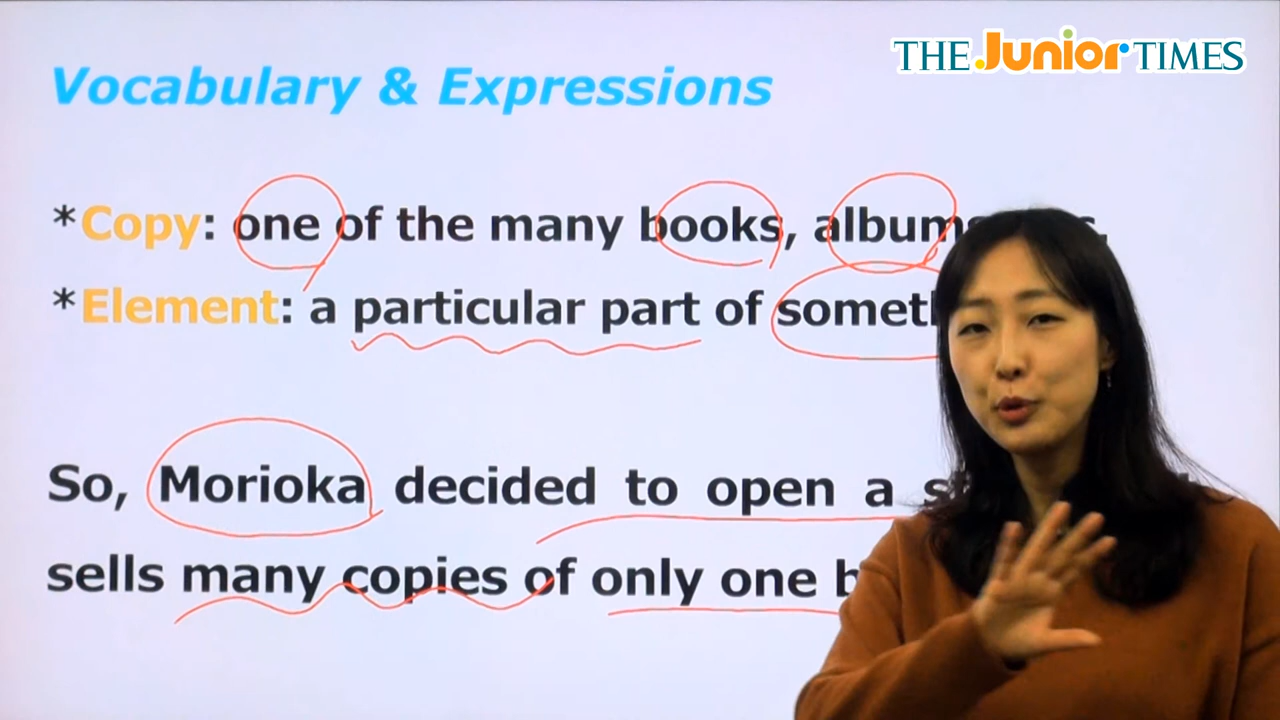 THE Junior TIMES
Vocabulary & Expressions
*Copy: one of the many books, albums
*Element: a particular part of
So, Morioka decided to open a
sells many copies of only one